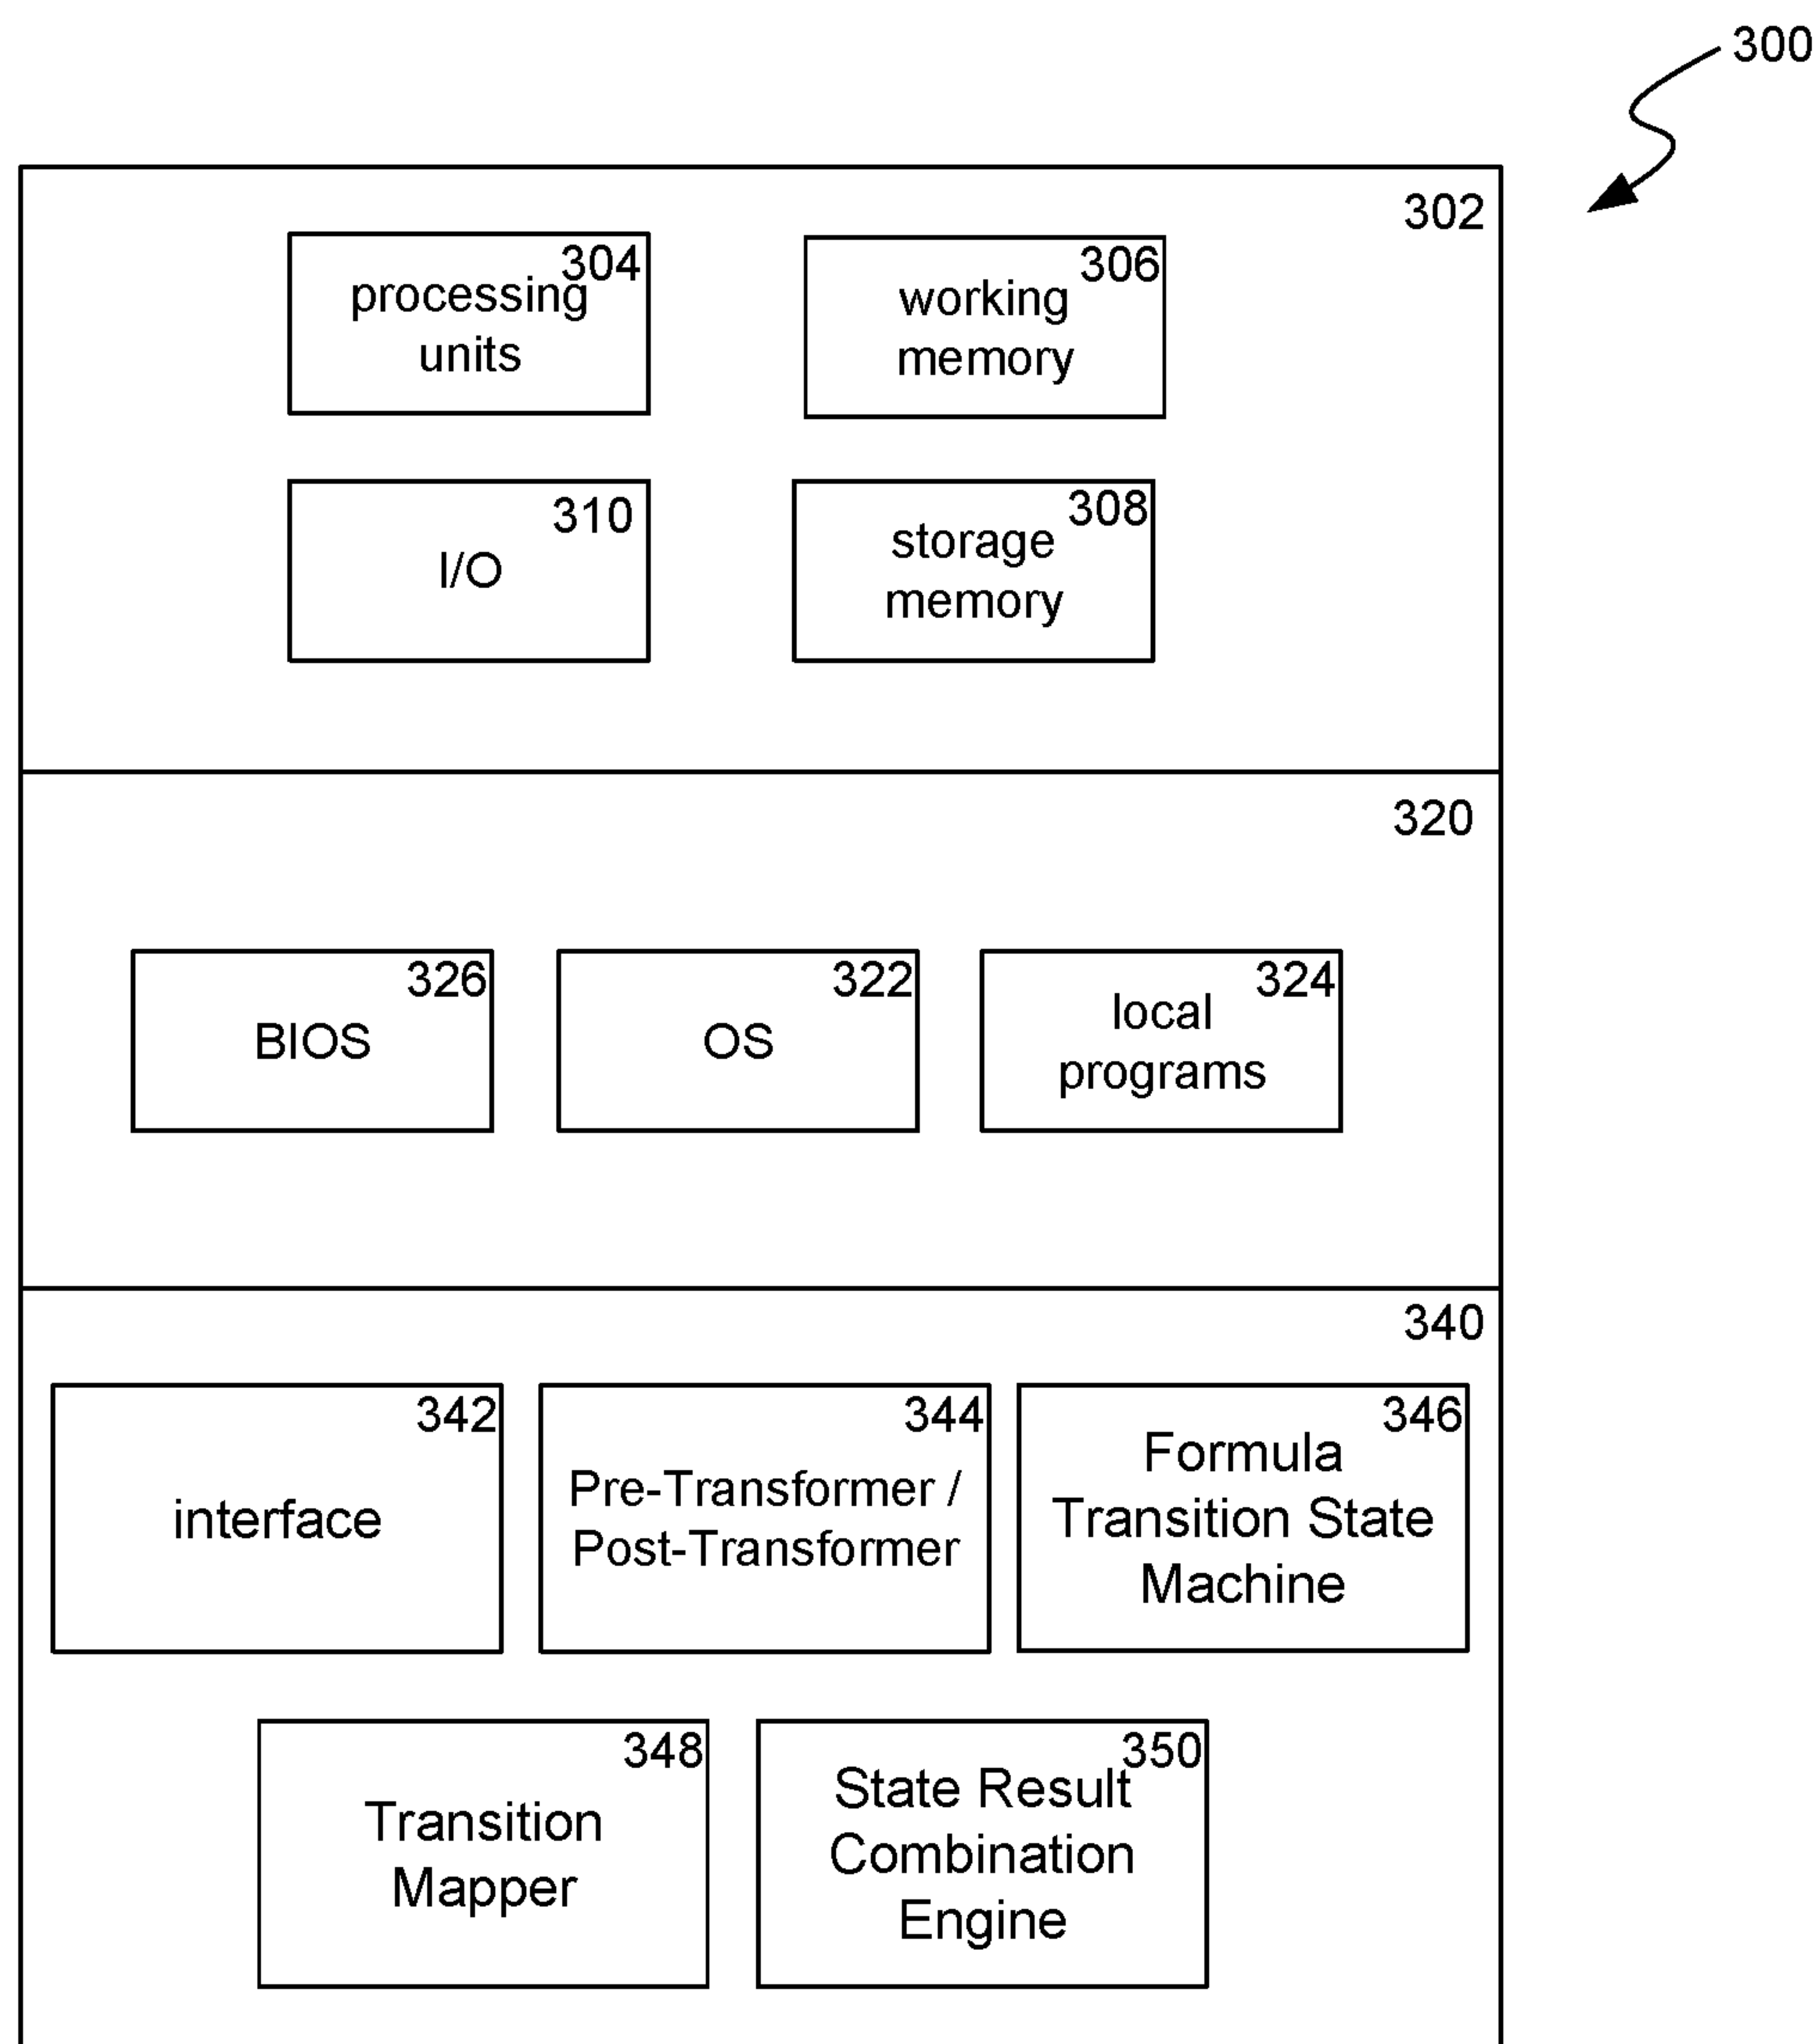 300
302
304
processing
units
306
working
memory
310
I/O
308
storage
memory
320
326
BIOS
322
OS
324
local
programs
340
342
interface
344
Pre-Transformer /
Post-Transformer
346
Formula
Transition State
Machine
348
Transition
Mapper
350
State Result
Combination
Engine